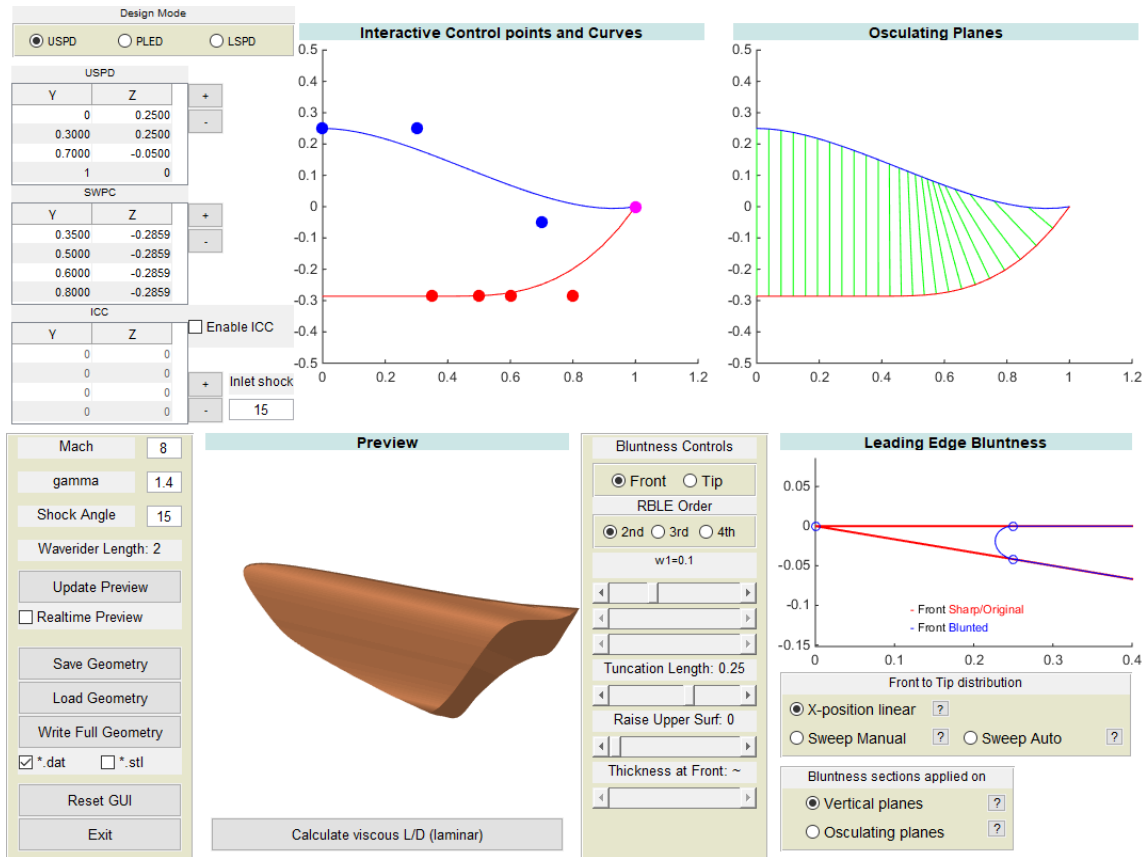 Design Mode
USPD PLED LSPD
USPD
Y Z
0 0.2500
0.3000 0.2500
0.7000 -0.0500
1 0
+
-
SWPC
Y Z
0.3500 -0.2859
0.5000 -0.2859
0.6000 -0.2859
0.8000 -0.2859
+
-
ICC
Y Z
0 0
0 0
0 0
0 0
Enable ICC
+
-
Inlet shock
15
Interactive Control points and Curves
0.5
0.4
0.3
0.2
0.1
0
-0.1
0.2
-0.3
0.4
-0.5
0 0.2 0.4 0.6 0.8 1 1.2
Osculating Planes
0.5
0.4
0.3
0.2
0.1
0
-0.1
0.2
-0.3
0.4
-0.5
0 0.2 0.4 0.6 0.8 1 1.2
Mach 8
gamma 1.4
Shock Angle 15
Waverider Length: 2
Update Preview
Realtime Preview
Save Geometry
Load Geometry
Write Full Geometry
*.dat *.stl
Reset GUI
Exit
Preview
Calculate viscous L/D (laminar)
Bluntness Controls
Front Tip
RBLE Order
2nd 3rd 4th
w1=0.1
Tuncation Length: 0.25
Raise Upper Surf: 0
Thickness at Front: ~
Leading Edge Bluntness
0.05
0
-0.05
-0.1
-0.15
0 0.1 0.2 0.3 0.4
- Front Sharp/Original
- Front Blunted
Front to Tip distribution
X-position linear ?
Sweep Manual ? Sweep Auto ?
Bluntness sections applied on
Vertical planes ?
Osculating planes ?